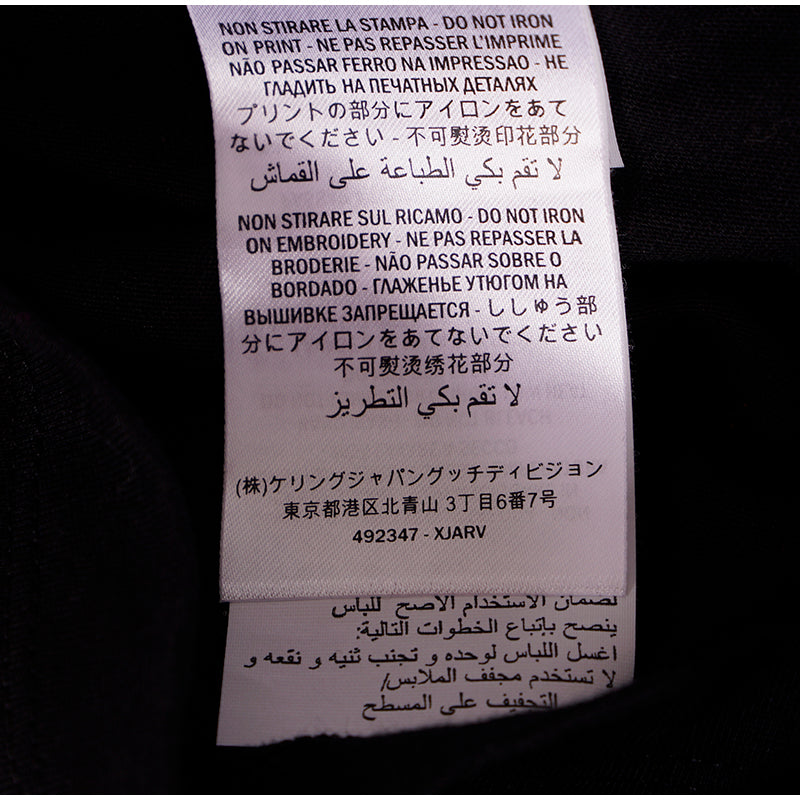 NON STIRARE LA STAMPA - DO NOT IRON
ON PRINT - NE PAS REPASSER L'IMPRIME
NÃO PASSAR FERRO NA IMPRESSAO - НЕ
ГЛАДИТЬ НА ПЕЧАТНЫХ ДЕТАЛЯХ
プリントの部分にアイロンをあて
ないでください - 不可熨烫印花部分
لا تقم بكي الطباعة على القماش
NON STIRARE SUL RICAMO - DO NOT IRON
ON EMBROIDERY - NE PAS REPASSER LA
BRODERIE - NÃO PASSAR SOBRE O
BORDADO - ГЛАЖЕНЬЕ УТЮГОМ НА
ВЫШИВКЕ ЗАПРЕЩАЕТСЯ - ししゅう部
分にアイロンをあてないでください
不可熨烫绣花部分
لا تقم بكي التطريز
(株)ケリングジャパングッチディビジョン
東京都港区北青山 3丁目6番7号
492347 - XJARV
لضمان الاستخدام الأصح للباس
ينصح بإتباع الخطوات التالية:
اغسل اللباس لوحده و تجنب ثنيه و نقعه و
لا تستخدم مجفف الملابس/
التجفيف على المسطح